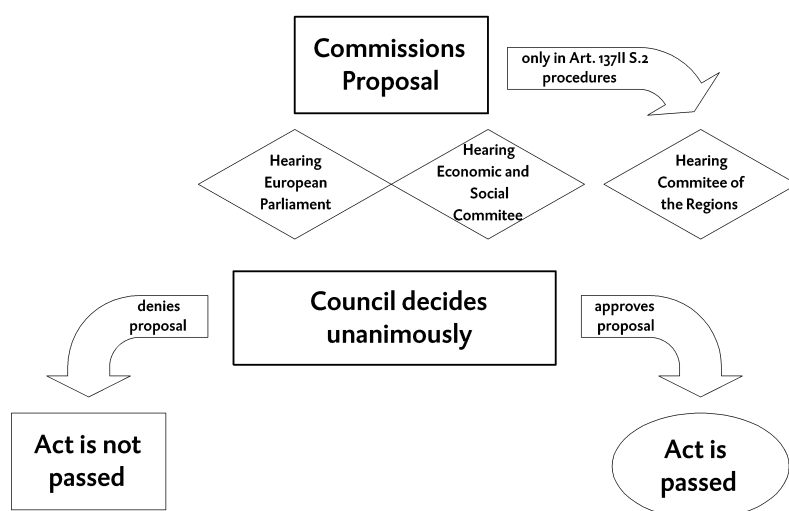 Commissions
Proposal
only in Art. 137II S.2
procedures
Hearing
European
Parliament
Hearing
Economic and
Social
Commitee
Hearing
Commitee of
the Regions
Council decides
unanimously
denies
proposal
approves
proposal
Act is not
passed
Act is
passed